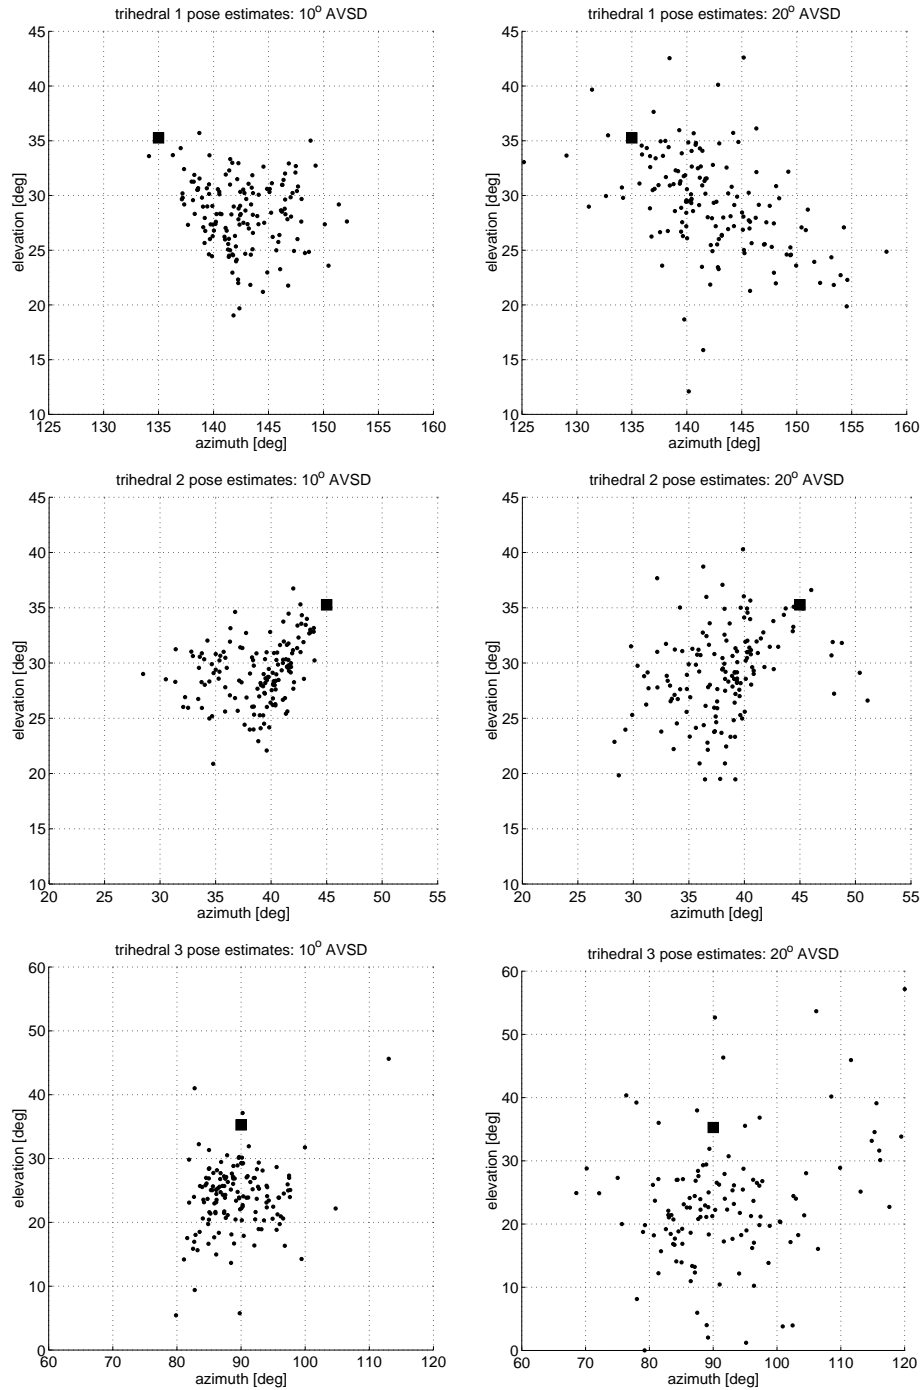 trihedral 1 pose estimates: 10° AVSD
45
40
35
30
25
20
15
10
elevation [deg]
125 130 135 140 145 150 155 160
azimuth [deg]
trihedral 1 pose estimates: 20° AVSD
45
40
35
30
25
20
15
10
elevation [deg]
125 130 135 140 145 150 155 160
azimuth [deg]
trihedral 2 pose estimates: 10° AVSD
45
40
35
30
25
20
15
10
elevation [deg]
20 25 30 35 40 45 50 55
azimuth [deg]
trihedral 2 pose estimates: 20° AVSD
45
40
35
30
25
20
15
10
elevation [deg]
20 25 30 35 40 45 50 55
azimuth [deg]
trihedral 3 pose estimates: 10° AVSD
60
50
40
30
20
10
0
elevation [deg]
60 70 80 90 100 110 120
azimuth [deg]
trihedral 3 pose estimates: 20° AVSD
60
50
40
30
20
10
0
elevation [deg]
60 70 80 90 100 110 120
azimuth [deg]